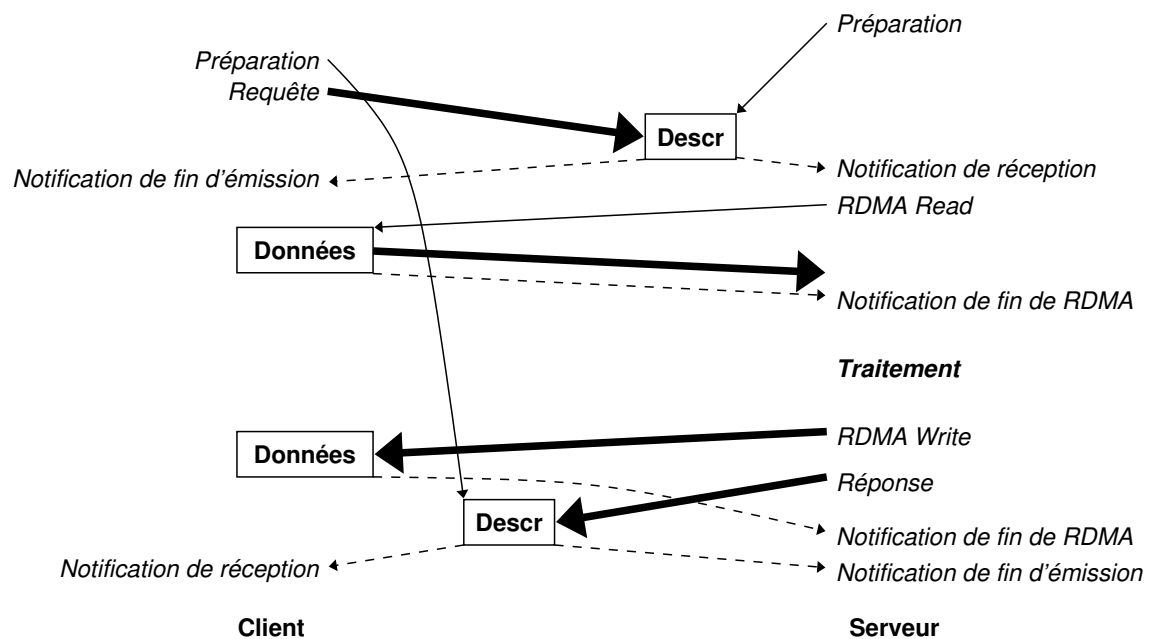 Préparation
Préparation
Requête
Descr
Notification de fin d'émission
Notification de réception
RDMA Read
Données
Notification de fin de RDMA
Traitement
Données
RDMA Write
Réponse
Descr
Notification de fin de RDMA
Notification de réception
Notification de fin d'émission
Client
Serveur